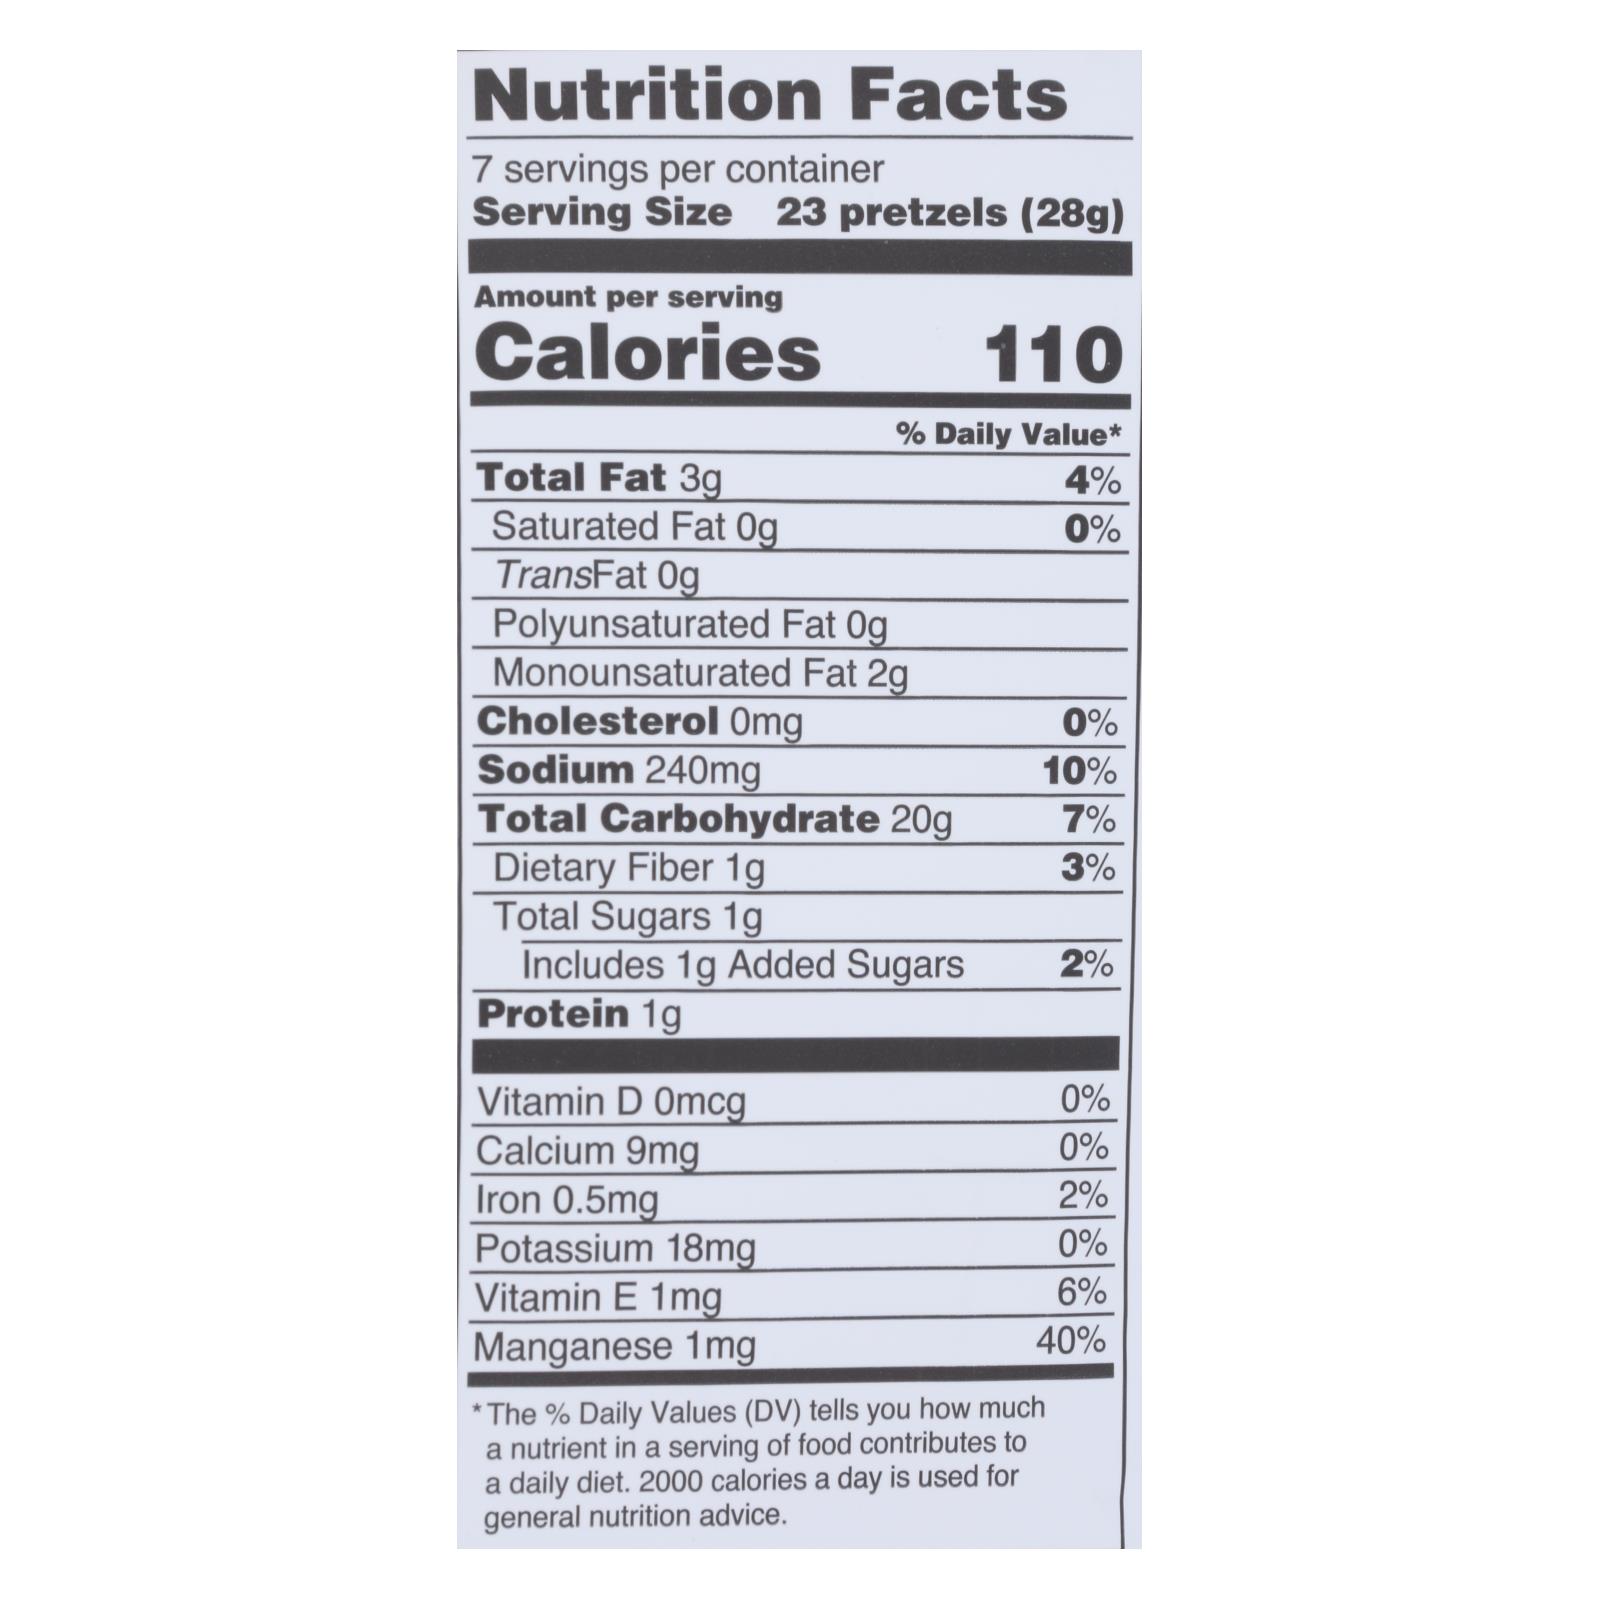 Nutrition Facts
7 servings per container
Serving Size 23 pretzels (28g)
Amount per serving
Calories 110
% Daily Value*
Total Fat 3g 4%
Saturated Fat 0g 0%
TransFat 0g
Polyunsaturated Fat 0g
Monounsaturated Fat 2g
Cholesterol 0mg 0%
Sodium 240mg 10%
Total Carbohydrate 20g 7%
Dietary Fiber 1g 3%
Total Sugars 1g
Includes 1g Added Sugars 2%
Protein 1g
Vitamin D 0mcg 0%
Calcium 9mg 0%
Iron 0.5mg 2%
Potassium 18mg 0%
Vitamin E 1mg 6%
Manganese 1mg 40%
* The % Daily Values (DV) tells you how much
a nutrient in a serving of food contributes to
a daily diet. 2000 calories a day is used for
general nutrition advice.